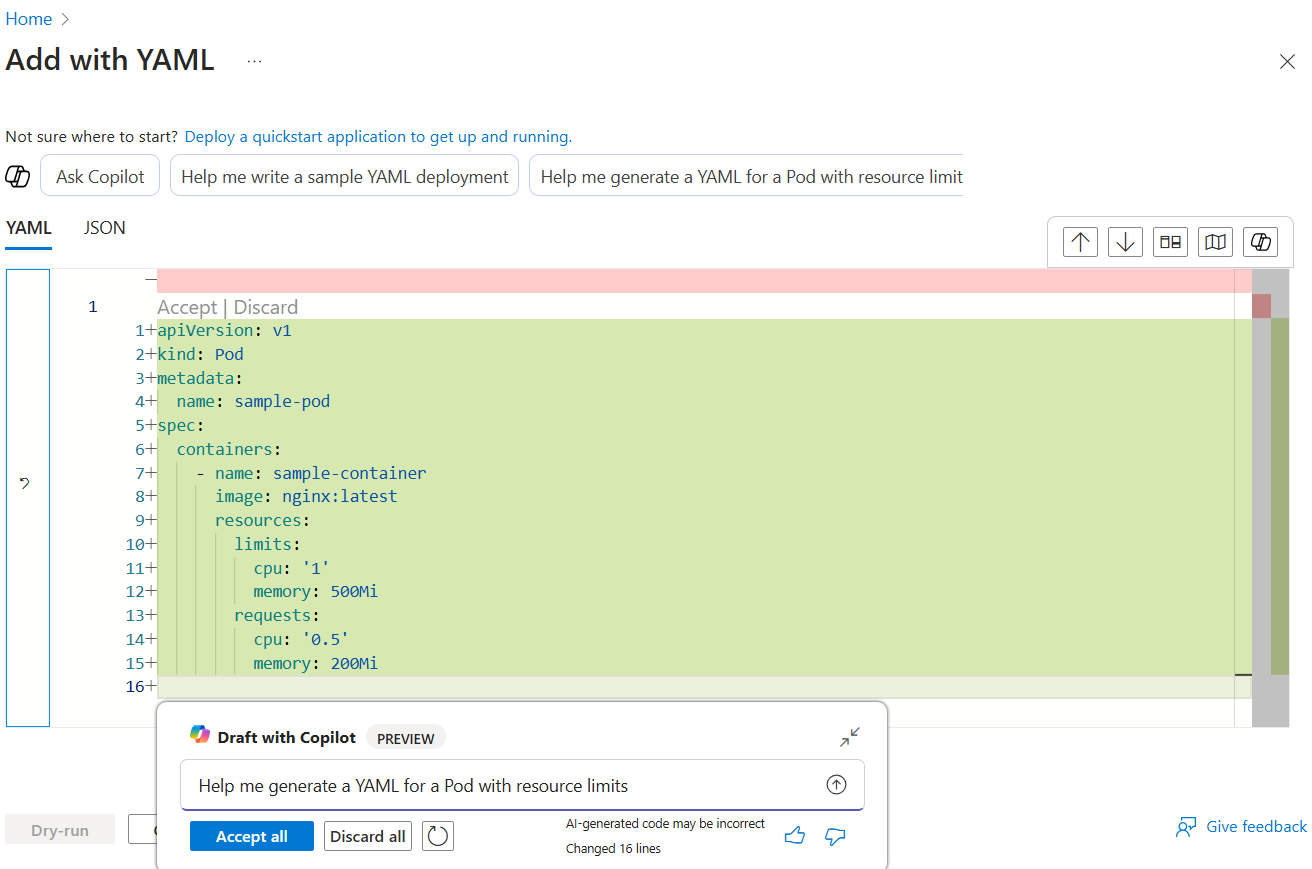 Home
Add with YAML ...
Not sure where to start? Deploy a quickstart application to get up and running.
Ask Copilot
Help me write a sample YAML deployment
Help me generate a YAML for a Pod with resource limit
YAML
JSON
1
Accept | Discard
1+apiVersion: v1
2+kind: Pod
3+metadata:
4+  name: sample-pod
5+spec:
6+  containers:
7+    - name: sample-container
8+      image: nginx:latest
9+      resources:
10+        limits:
11+          cpu: '1'
12+          memory: 500Mi
13+        requests:
14+          cpu: '0.5'
15+          memory: 200Mi
16+
Draft with Copilot PREVIEW
Help me generate a YAML for a Pod with resource limits
Accept all
Discard all
AI-generated code may be incorrect
Changed 16 lines
Dry-run
Give feedback